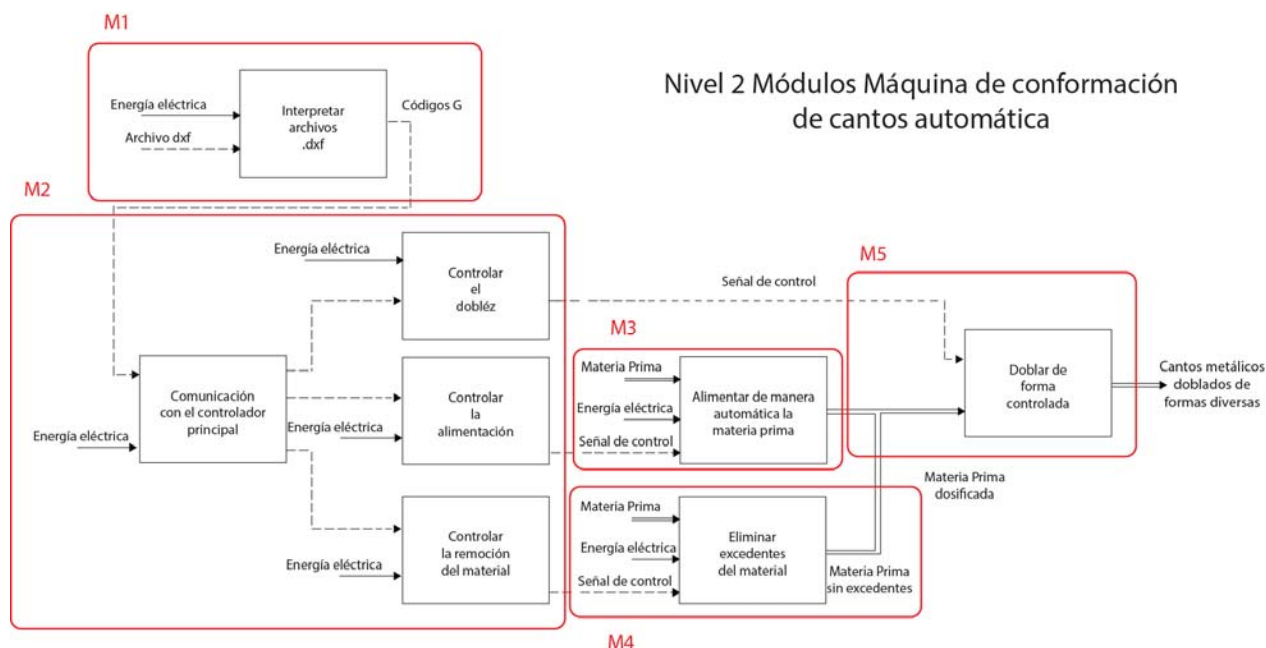 M1
Nivel 2 Módulos Máquina de conformación
de cantos automática
Energía eléctrica
Archivo dxf
Interpretar
archivos
.dxf
Códigos G
M2
Energía eléctrica
Controlar
el
dobléz
Comunicación
con el controlador
principal
Energía eléctrica
Controlar
la
alimentación
Energía eléctrica
Controlar
la remoción
del material
Energía eléctrica
Señal de control
M3
Materia Prima
Energía eléctrica
Señal de control
Alimentar de manera
automática la
materia prima
M4
Materia Prima
Energía eléctrica
Señal de control
Eliminar
excedentes
del material
Materia Prima
sin excedentes
Materia Prima
dosificada
M5
Doblar de
forma
controlada
Cantos metálicos
doblados de
formas diversas